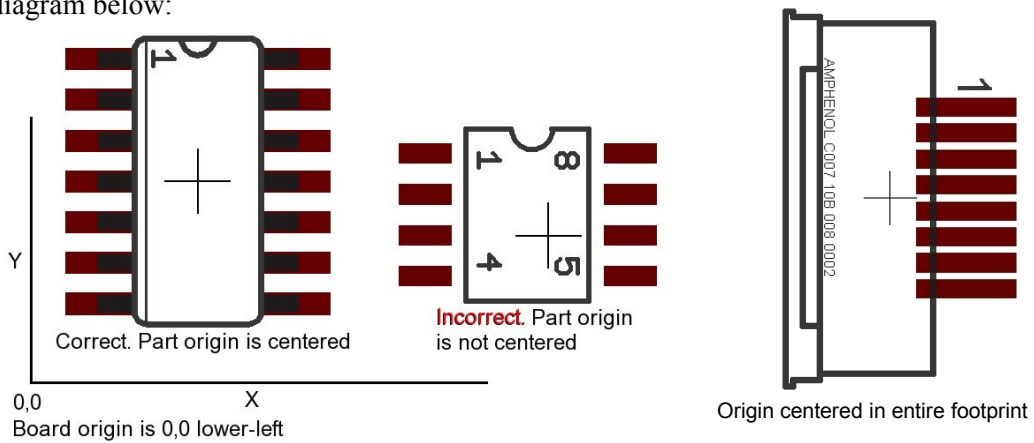 diagram below:
1
Y
Correct. Part origin is centered
0,0
X
Board origin is 0,0 lower-left
1
8
4
5
Incorrect. Part origin
is not centered
1
AMPHENOL C007 10B 008 0002
Origin centered in entire footprint